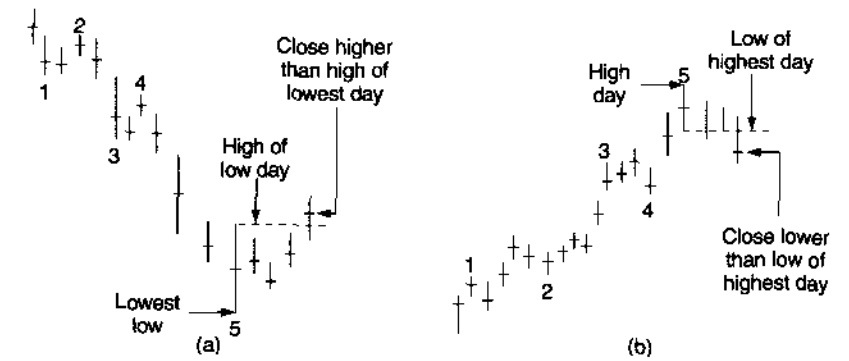 2
1
4
3
Close higher
than high of
lowest day
High of
low day
Lowest
low
5
(a)
Low of
highest day
High
day
5
3
4
1
2
Close lower
than low of
highest day
(b)